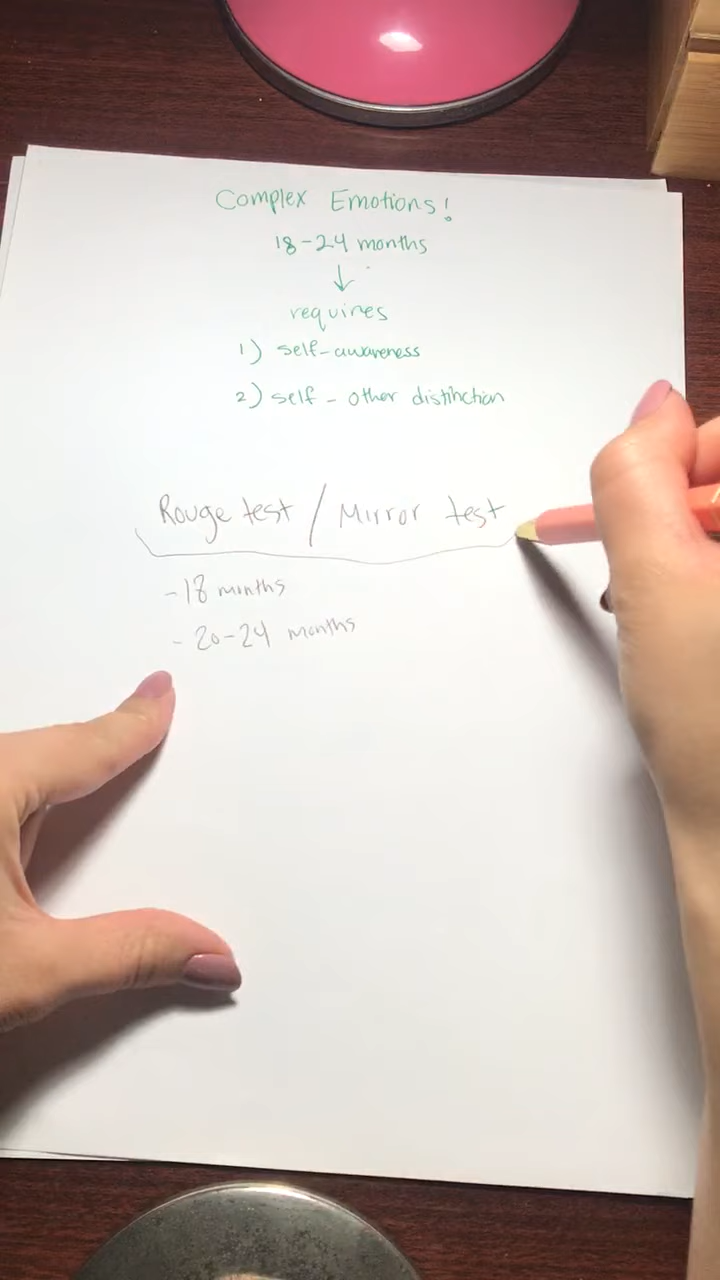 Complex Emotions!
18-24 months
↓
requires
1) self-awareness
2) self - other distinction
Rouge test / Mirror test
-18 months
- 20-24 months